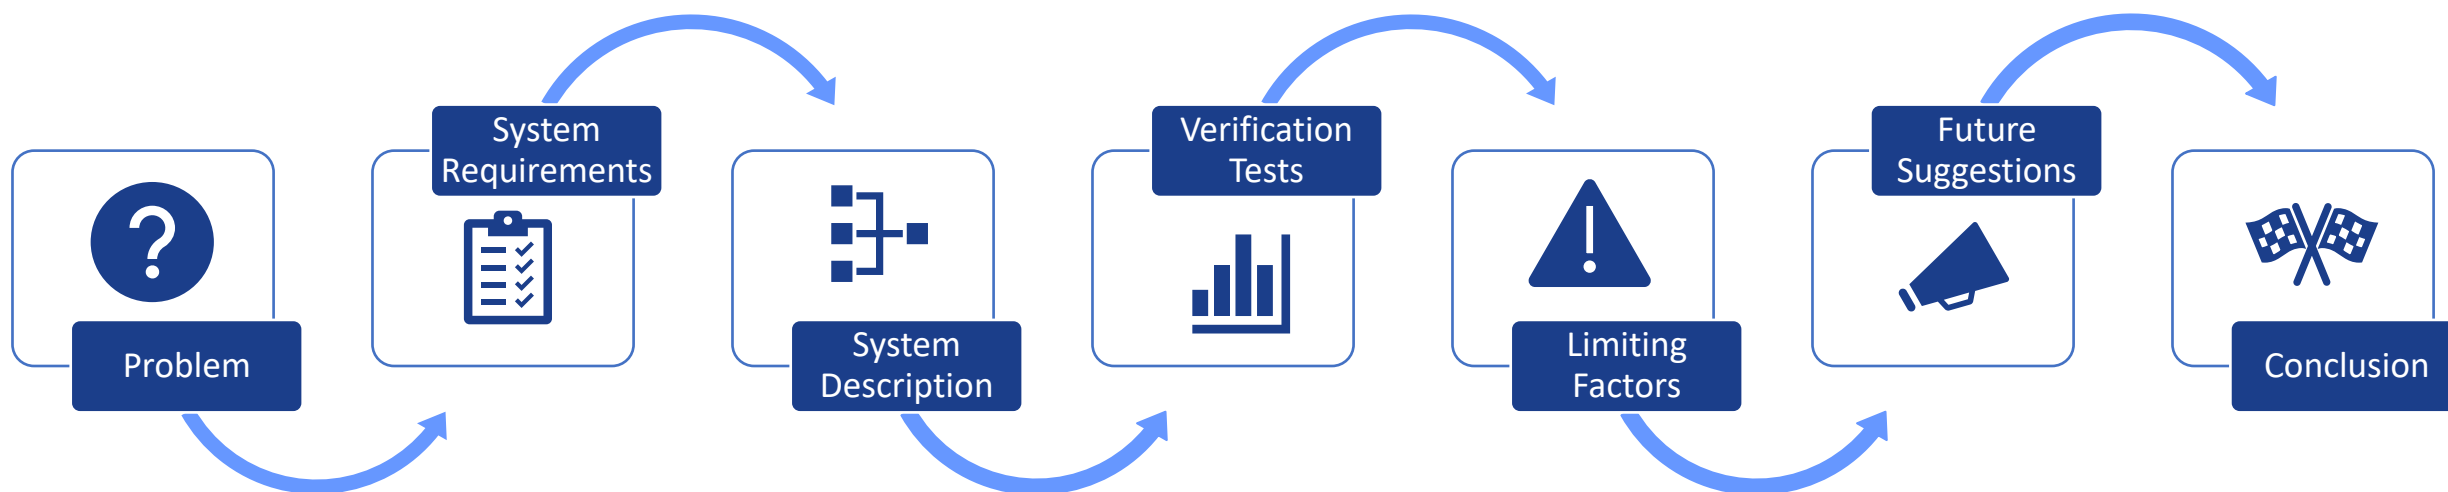 Problem
System
Requirements
System
Description
Verification
Tests
Limiting
Factors
Future
Suggestions
Conclusion